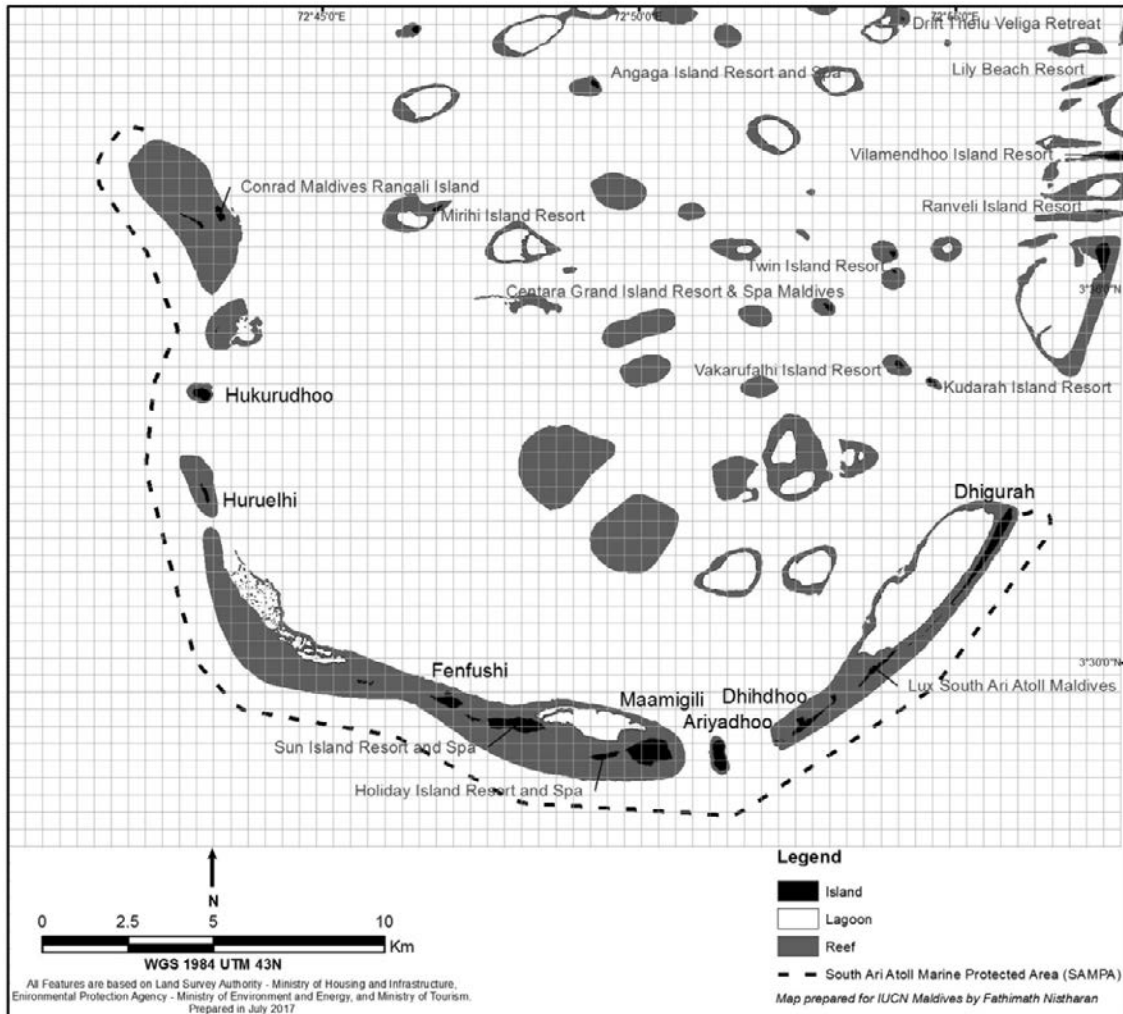 72°45'0"E
72°50'0"E
72°55'0"E
Drift Thelu Veliga Retreat
Angaga Island Resort and Spa
Lily Beach Resort
Vilamendhoo Island Resort
Conrad Maldives Rangali Island
Mirihi Island Resort
Ranveli Island Resort
Twin Island Resort
Centara Grand Island Resort & Spa Maldives
3°36'0"N
Vakarufalhi Island Resort
Kudarah Island Resort
Hukurudhoo
Huruelhi
Dhigurah
3°30'0"N
Fenfushi
Lux South Ari Atoll Maldives
Maamigili
Dhihdhoo
Ariyadhoo
Sun Island Resort and Spa
Holiday Island Resort and Spa
N
0 2.5 5 10
Km
WGS 1984 UTM 43N
All Features are based on Land Survey Authority - Ministry of Housing and Infrastructure,
Enironmental Protection Agency - Ministry of Environment and Energy, and Ministry of Tourism.
Prepared in July 2017
Legend
Island
Lagoon
Reef
South Ari Atoll Marine Protected Area (SAMPA)
Map prepared for IUCN Maldives by Fathimath Nistharan